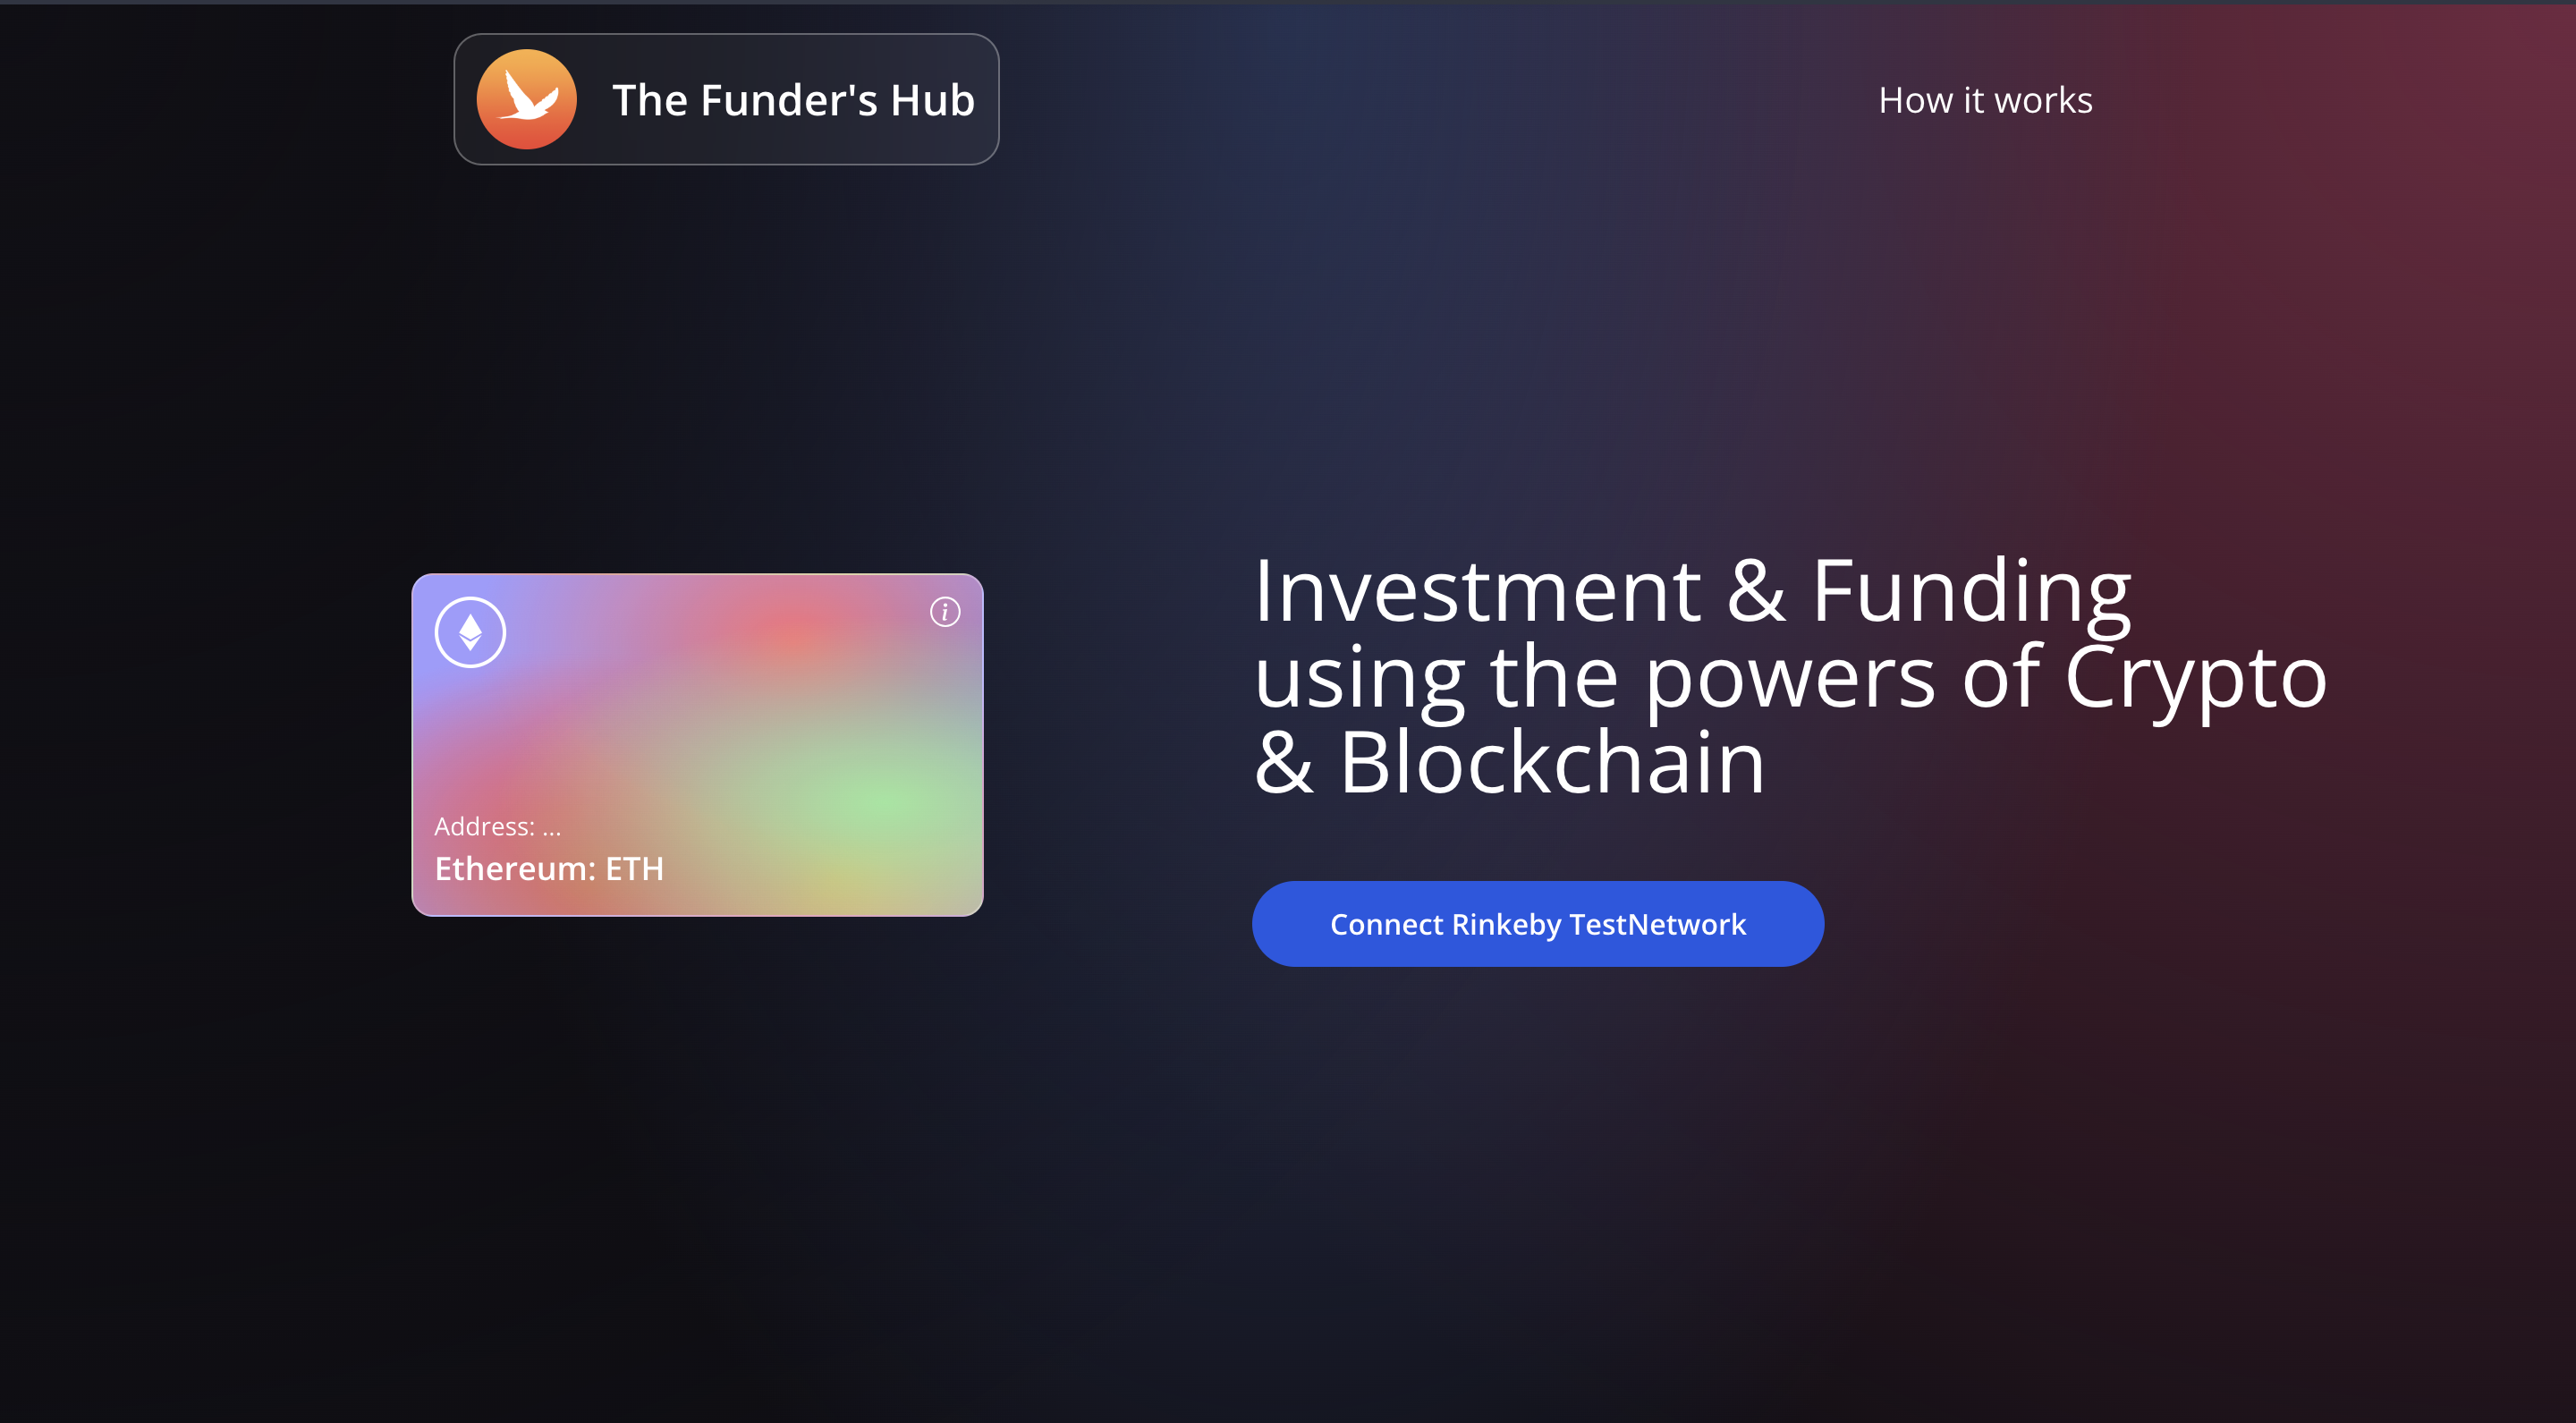 The Funder's Hub
How it works
Investment & Funding
using the powers of Crypto
& Blockchain
i
Address: ...
Ethereum: ETH
Connect Rinkeby TestNetwork